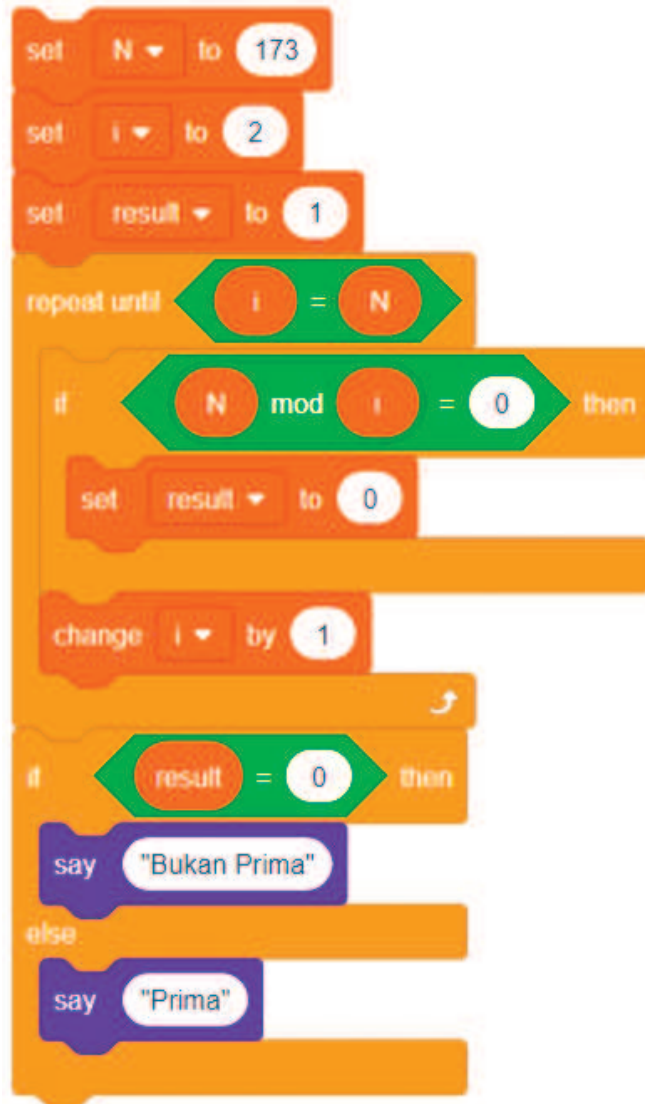 set N to 173
set i to 2
set result to 1
repeat until i = N
if N mod i = 0 then
set result to 0
change i by 1
if result = 0 then
say "Bukan Prima"
else
say "Prima"